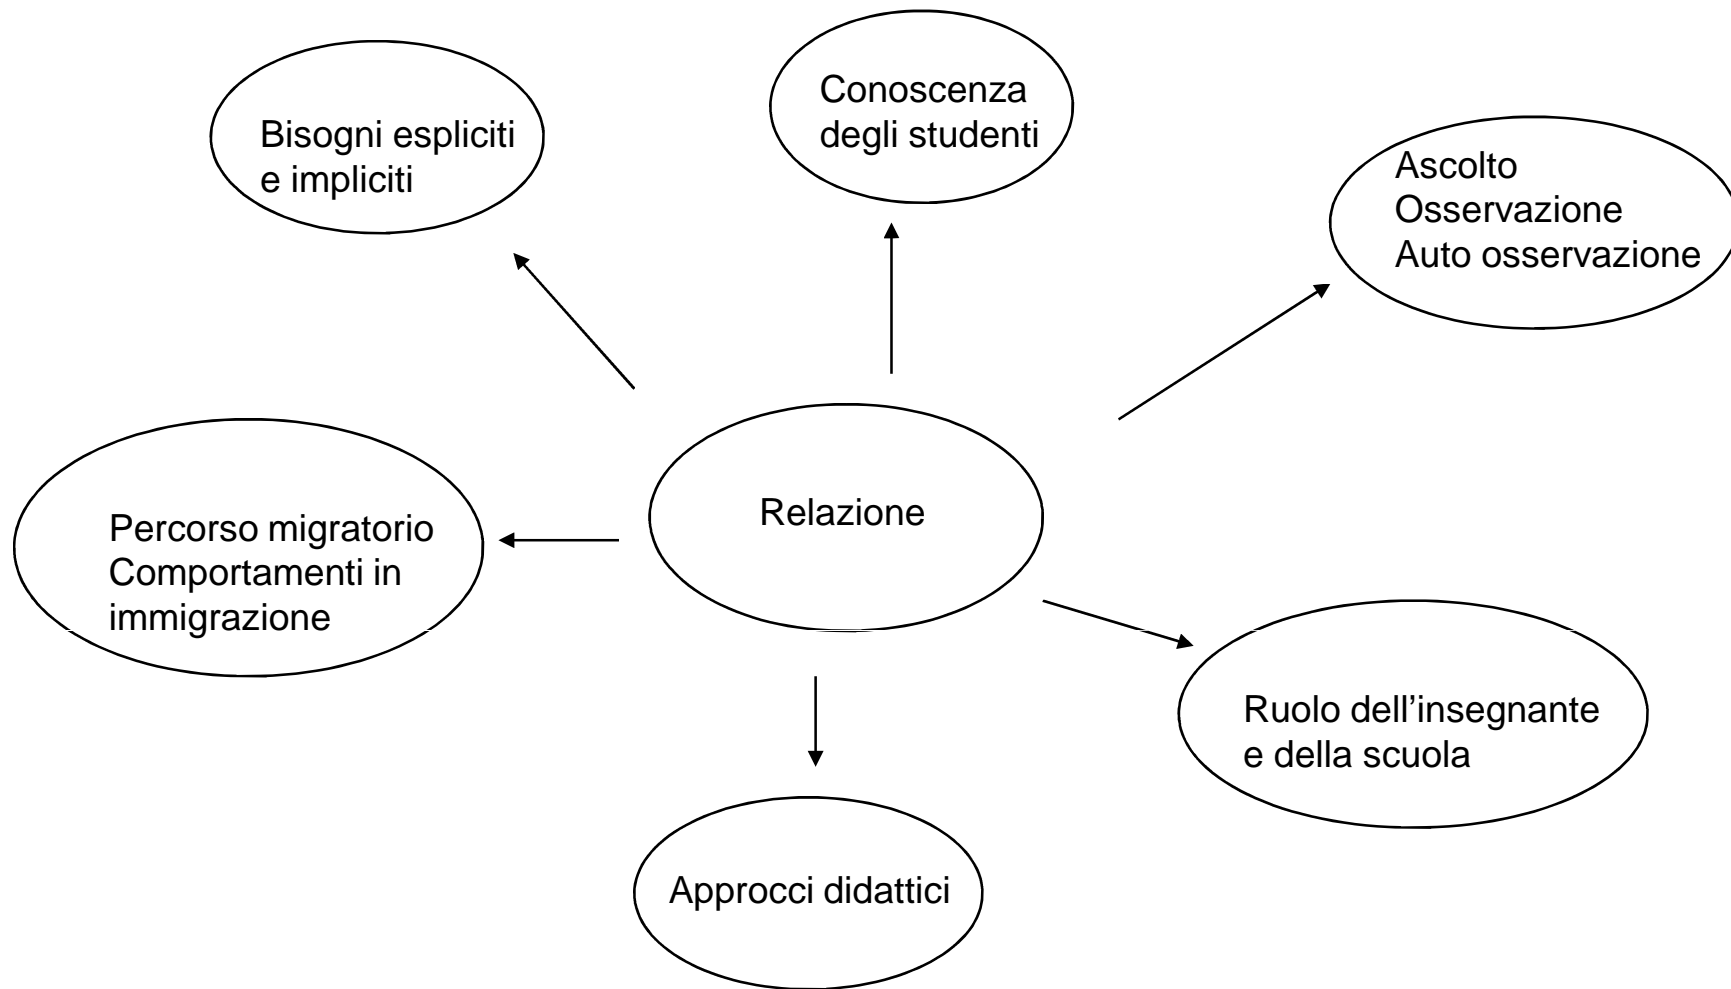 Conoscenza
degli studenti
Bisogni espliciti
e impliciti
Ascolto
Osservazione
Auto osservazione
Relazione
Percorso migratorio
Comportamenti in
immigrazione
Ruolo dell’insegnante
e della scuola
Approcci didattici